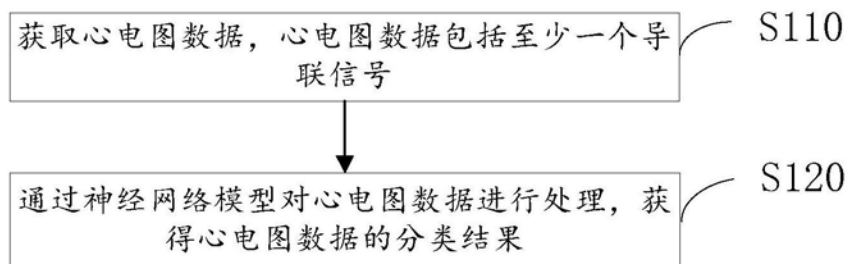 获取心电图数据，心电图数据包括至少一个导
联信号
S110
通过神经网络模型对心电图数据进行处理，获
得心电图数据的分类结果
S120